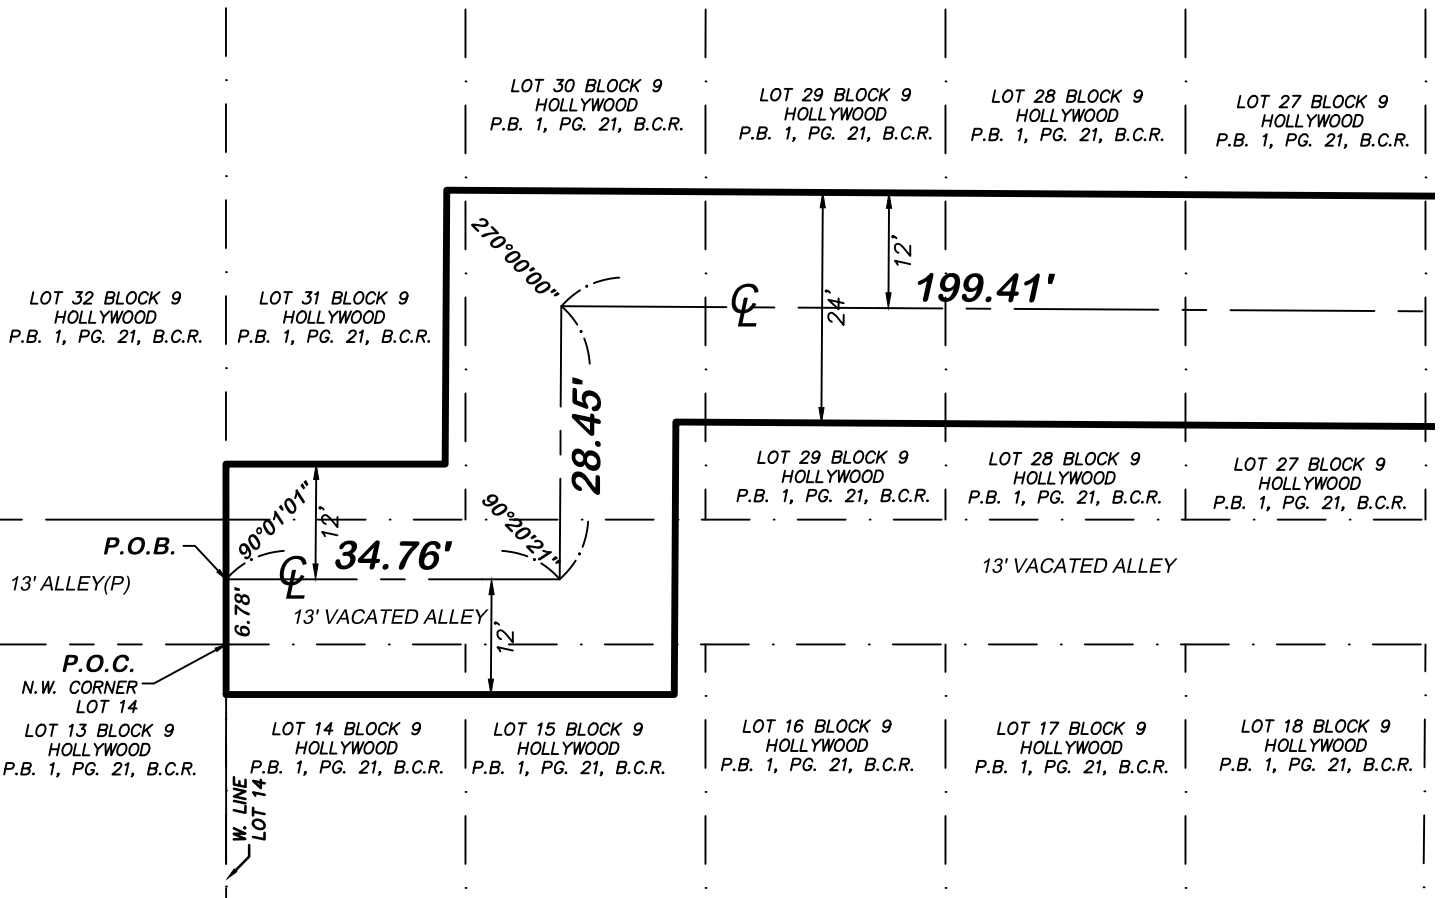 LOT 30 BLOCK 9
HOLLYWOOD
P.B. 1, PG. 21, B.C.R.
LOT 29 BLOCK 9
HOLLYWOOD
P.B. 1, PG. 21, B.C.R.
LOT 28 BLOCK 9
HOLLYWOOD
P.B. 1, PG. 21, B.C.R.
LOT 27 BLOCK 9
HOLLYWOOD
P.B. 1, PG. 21, B.C.R.
LOT 32 BLOCK 9
HOLLYWOOD
P.B. 1, PG. 21, B.C.R.
LOT 31 BLOCK 9
HOLLYWOOD
P.B. 1, PG. 21, B.C.R.
270°00'00"
CL
24'
12'
199.41'
28.45'
LOT 29 BLOCK 9
HOLLYWOOD
P.B. 1, PG. 21, B.C.R.
LOT 28 BLOCK 9
HOLLYWOOD
P.B. 1, PG. 21, B.C.R.
LOT 27 BLOCK 9
HOLLYWOOD
P.B. 1, PG. 21, B.C.R.
90°01'01"
12'
90°20'21"
P.O.B.
CL
34.76'
13' ALLEY(P)
6.78'
13' VACATED ALLEY
12'
13' VACATED ALLEY
P.O.C.
N.W. CORNER
LOT 14
LOT 13 BLOCK 9
HOLLYWOOD
P.B. 1, PG. 21, B.C.R.
LOT 14 BLOCK 9
HOLLYWOOD
P.B. 1, PG. 21, B.C.R.
LOT 15 BLOCK 9
HOLLYWOOD
P.B. 1, PG. 21, B.C.R.
LOT 16 BLOCK 9
HOLLYWOOD
P.B. 1, PG. 21, B.C.R.
LOT 17 BLOCK 9
HOLLYWOOD
P.B. 1, PG. 21, B.C.R.
LOT 18 BLOCK 9
HOLLYWOOD
P.B. 1, PG. 21, B.C.R.
W. LINE
LOT 14